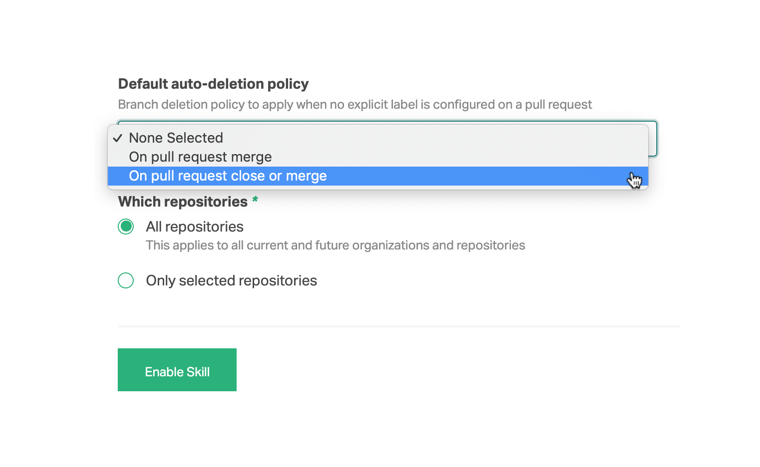 Default auto-deletion policy
Branch deletion policy to apply when no explicit label is configured on a pull request
✓ None Selected
On pull request merge
On pull request close or merge
Which repositories *
All repositories
This applies to all current and future organizations and repositories
Only selected repositories
Enable Skill